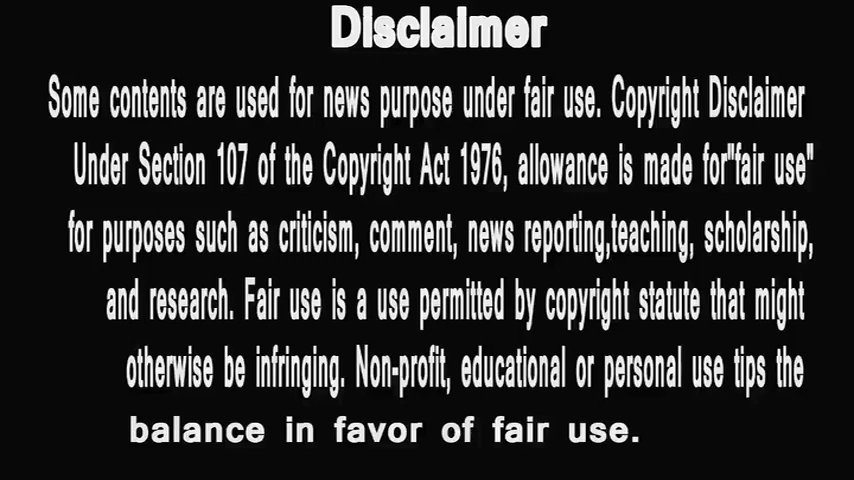 Disclaimer
Some contents are used for news purpose under fair use. Copyright Disclaimer
Under Section 107 of the Copyright Act 1976, allowance is made for"fair use"
for purposes such as criticism, comment, news reporting,teaching, scholarship,
and research. Fair use is a use permitted by copyright statute that might
otherwise be infringing. Non-profit, educational or personal use tips the
balance in favor of fair use.